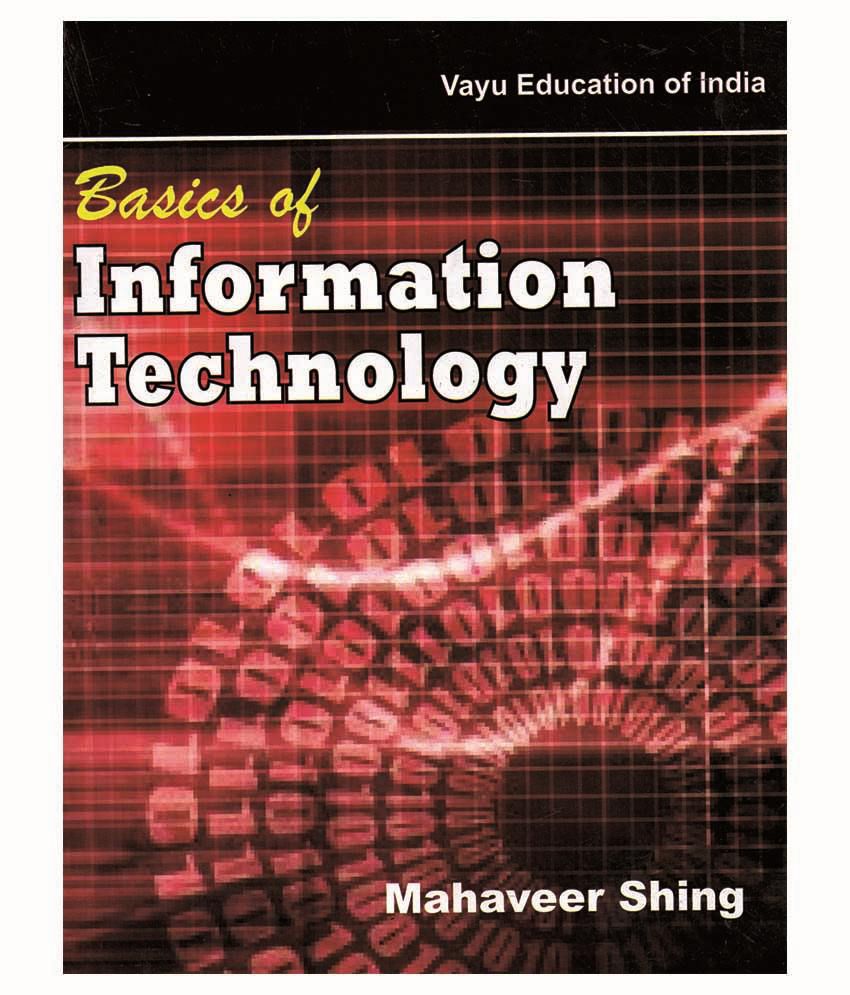 Vayu Education of India
Basics of
Information
Technology
Mahaveer Shing